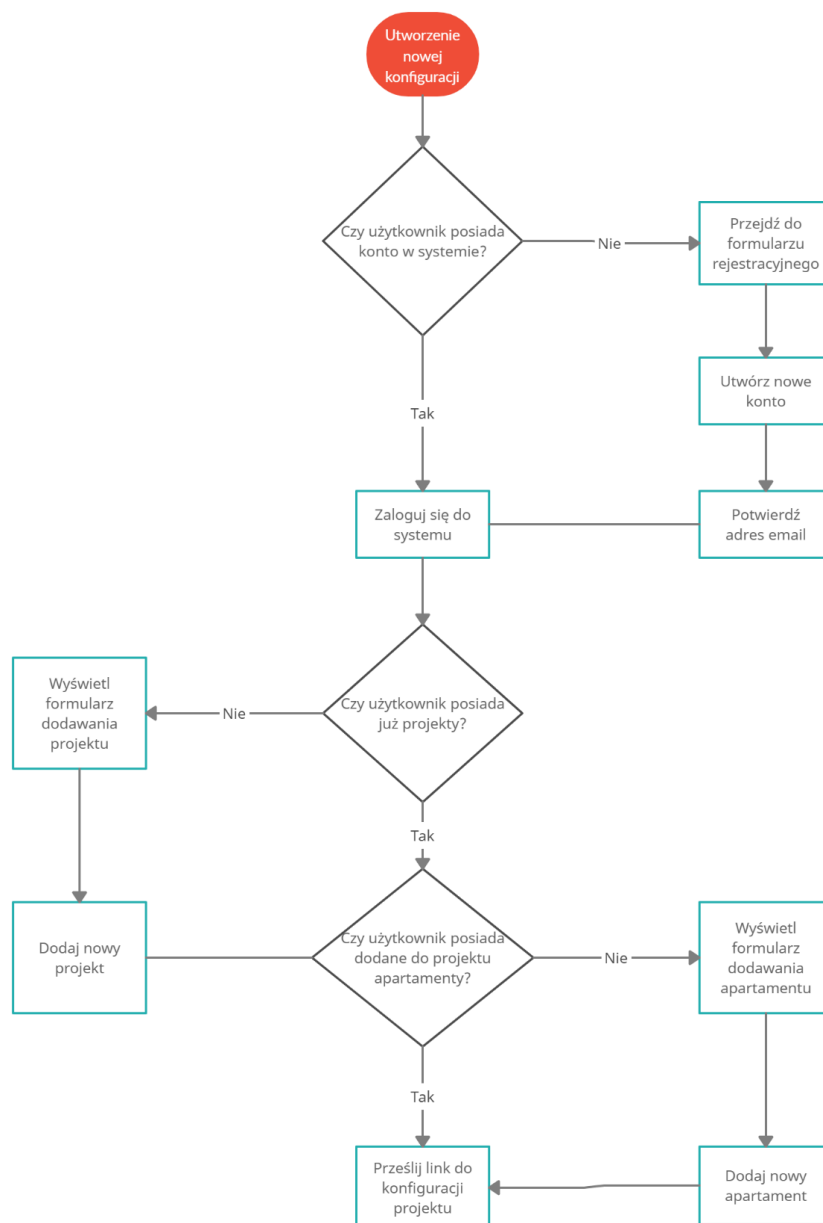 Utworzenie
nowej
konfiguracji
Czy użytkownik posiada
konto w systemie?
Nie
Przejdź do
formularzu
rejestracyjnego
Utwórz nowe
konto
Tak
Zaloguj się do
systemu
Potwierdź
adres email
Czy użytkownik posiada
już projekty?
Nie
Wyświetl
formularz
dodawania
projektu
Tak
Dodaj nowy
projekt
Czy użytkownik posiada
dodane do projektu
apartamenty?
Nie
Wyświetl
formularz
dodawania
apartamentu
Tak
Prześlij link do
konfiguracji
projektu
Dodaj nowy
apartament